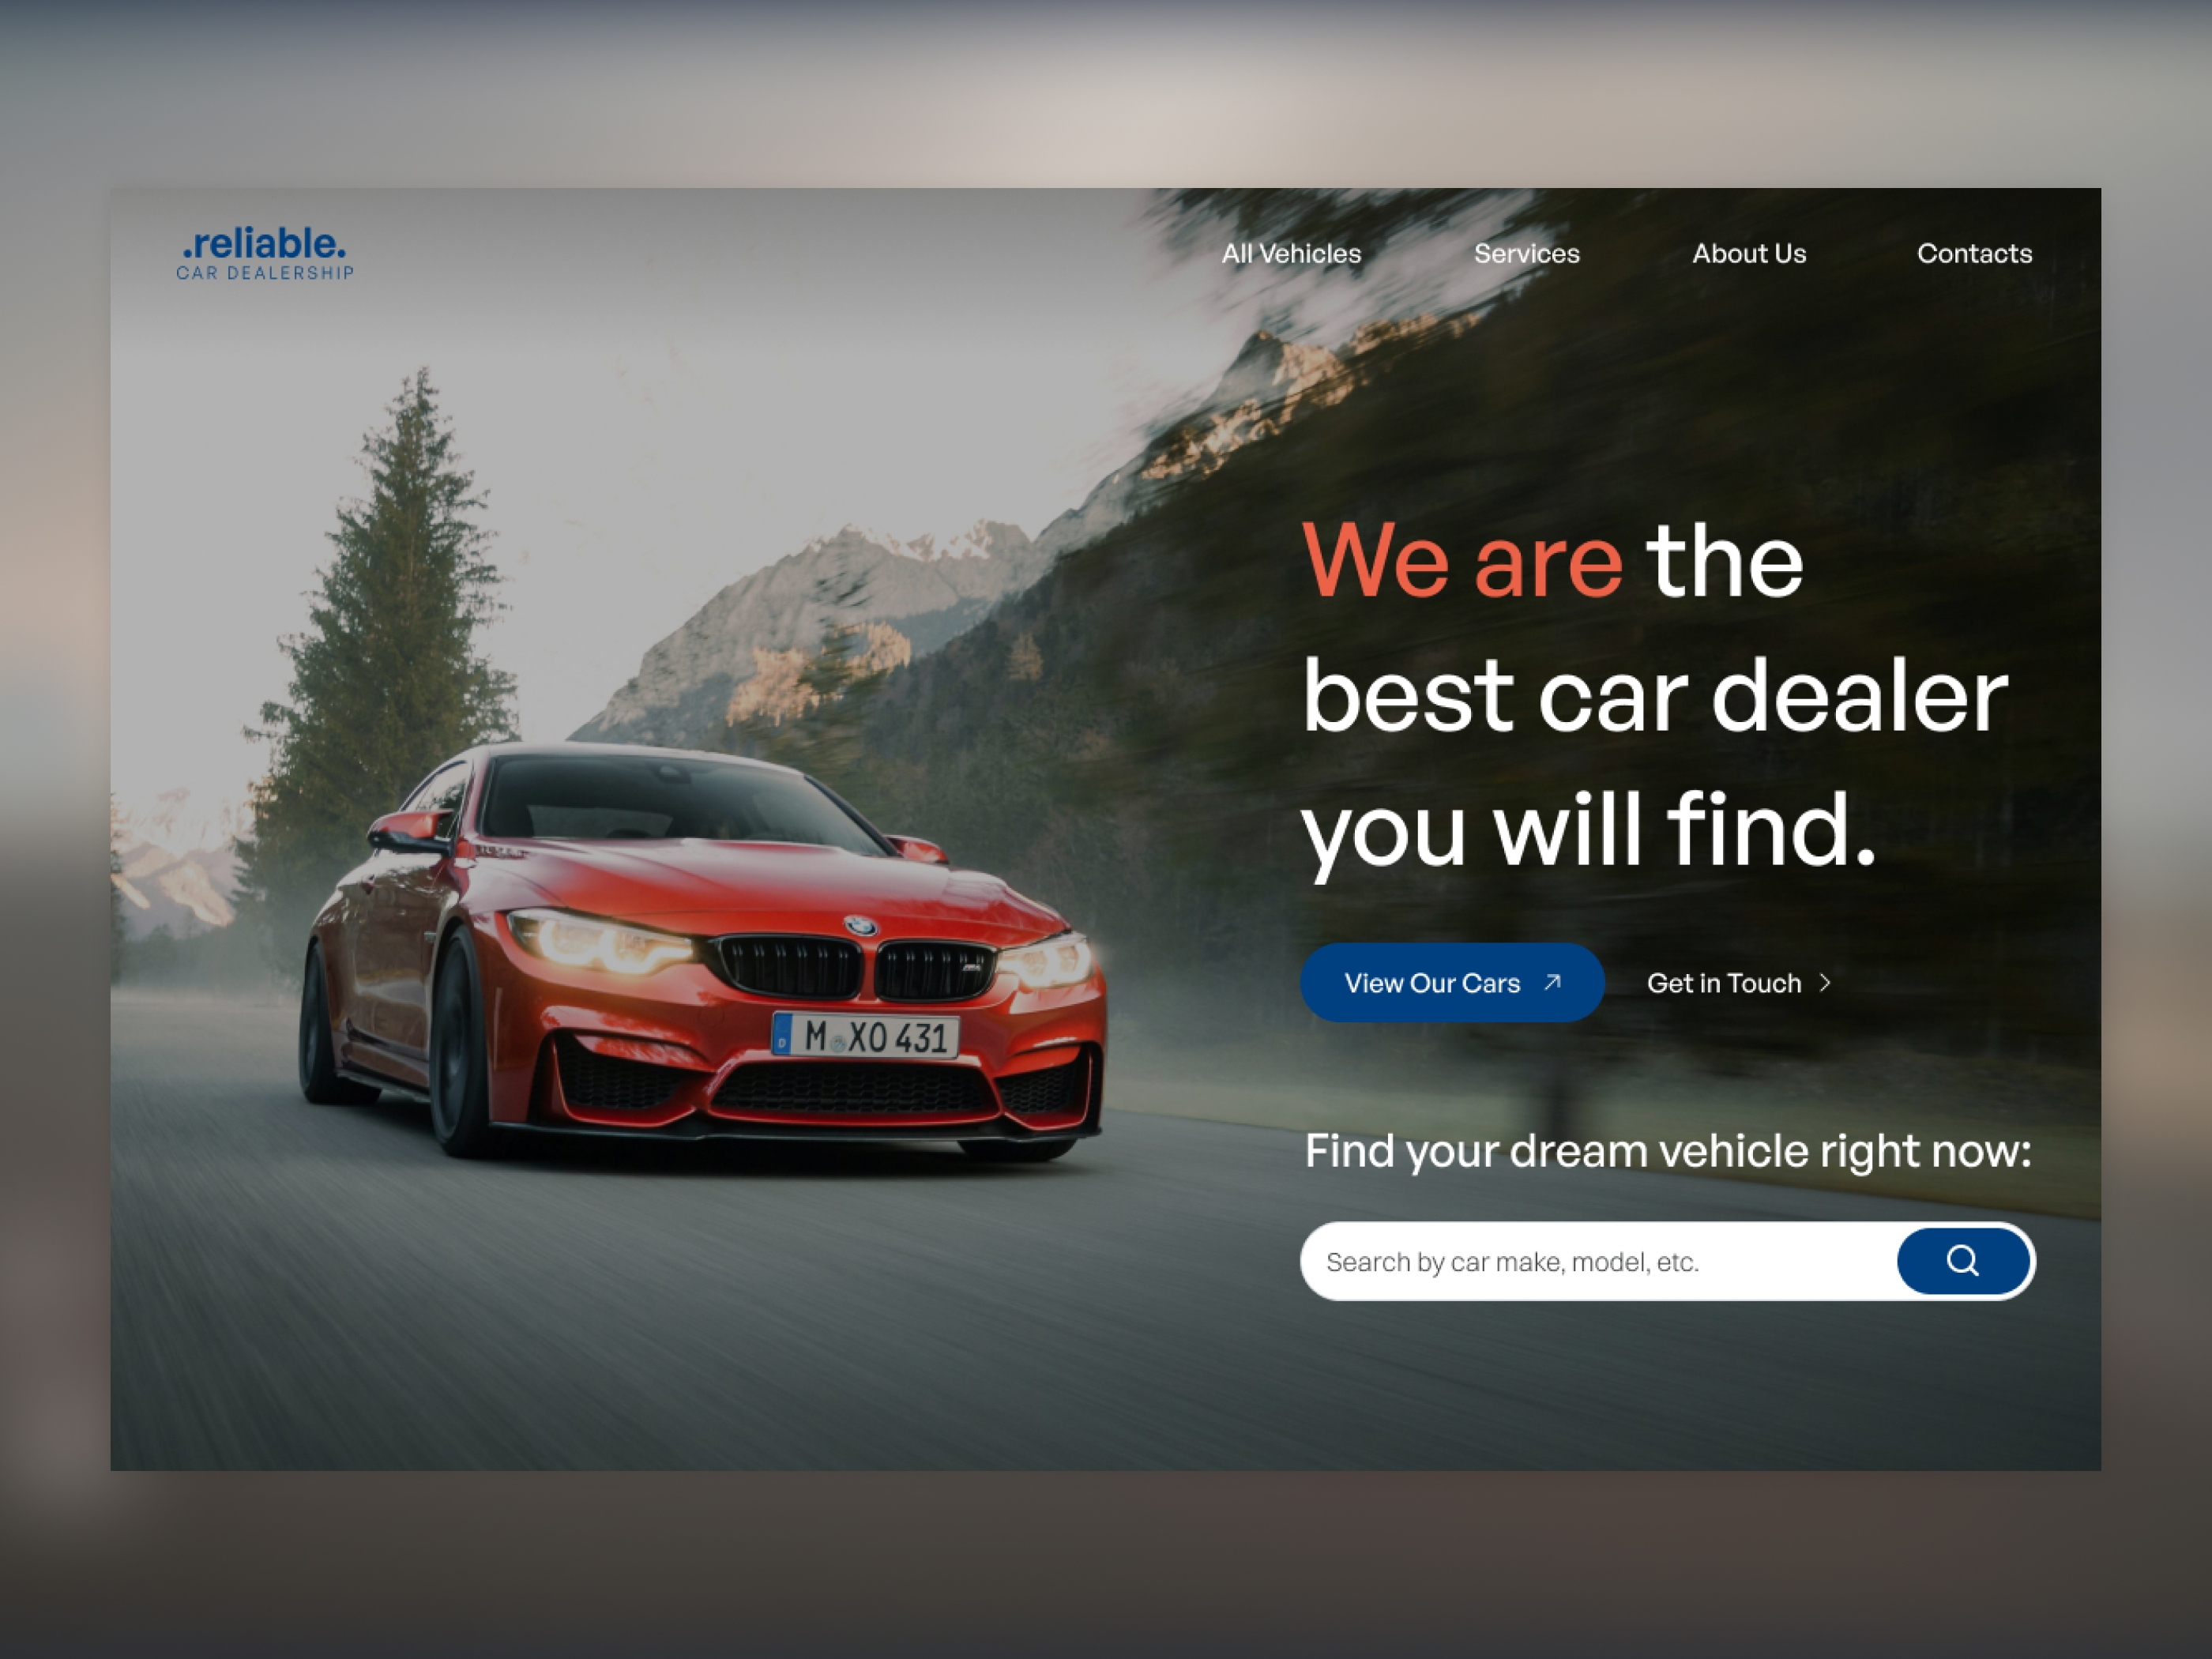 .reliable.
CAR DEALERSHIP
All Vehicles
Services
About Us
Contacts
We are the
best car dealer
you will find.
View Our Cars
Get in Touch
M XO 431
D
Find your dream vehicle right now:
Search by car make, model, etc.